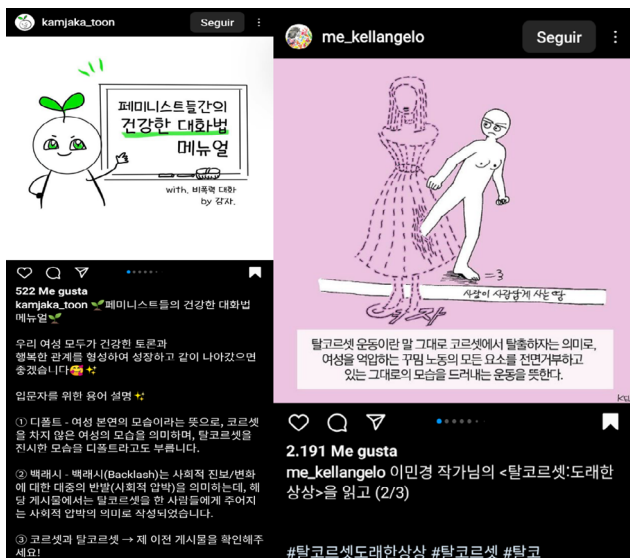 kamjaka_toon
Seguir
페미니스트들간의
건강한 대화법
메뉴얼
with. 비폭력 대화
by 감자.
522 Me gusta
kamjaka_toon 🌱페미니스트들의 건강한 대화법
메뉴얼🌱
우리 여성 모두가 건강한 토론과
행복한 관계를 형성하여 성장하고 같이 나아갔으면
좋겠습니다🥰✨
입문자를 위한 용어 설명✨
① 디폴트 - 여성 본연의 모습이라는 뜻으로, 코르셋
을 차지 않은 여성의 모습을 의미하며, 탈코르셋을
진시한 모습을 디폴트라고도 부릅니다.
② 백래시 - 백래시(Backlash)는 사회적 진보/변화
에 대한 대중의 반발(사회적 압박)을 의미하는데, 해
당 게시물에서는 탈코르셋을 한 사람들에게 주어지
는 사회적 압박의 의미로 작성되었습니다.
③ 코르셋과 탈코르셋 → 제 이전 게시물을 확인해주
세요!
me_kellangelo
Seguir
=3
사람이 사람답게 사는 땅
여자
탈코르셋 운동이란 말 그대로 코르셋에서 탈출하자는 의미로,
여성을 억압하는 꾸밈 노동의 모든 요소를 전면거부하고
있는 그대로의 모습을 드러내는 운동을 뜻한다.
2.191 Me gusta
me_kellangelo 이민경 작가님의 <탈코르셋:도래한
상상>을 읽고 (2/3)
#탈코르셋도래한상상 #탈코르셋 #탈코